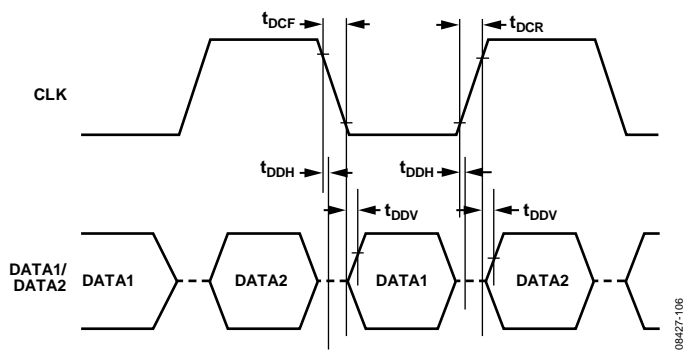 tDCF
tDCR
CLK
tDDH
tDDH
tDDV
tDDV
DATA1/
DATA2
DATA1
DATA2
DATA1
DATA2
08427-106